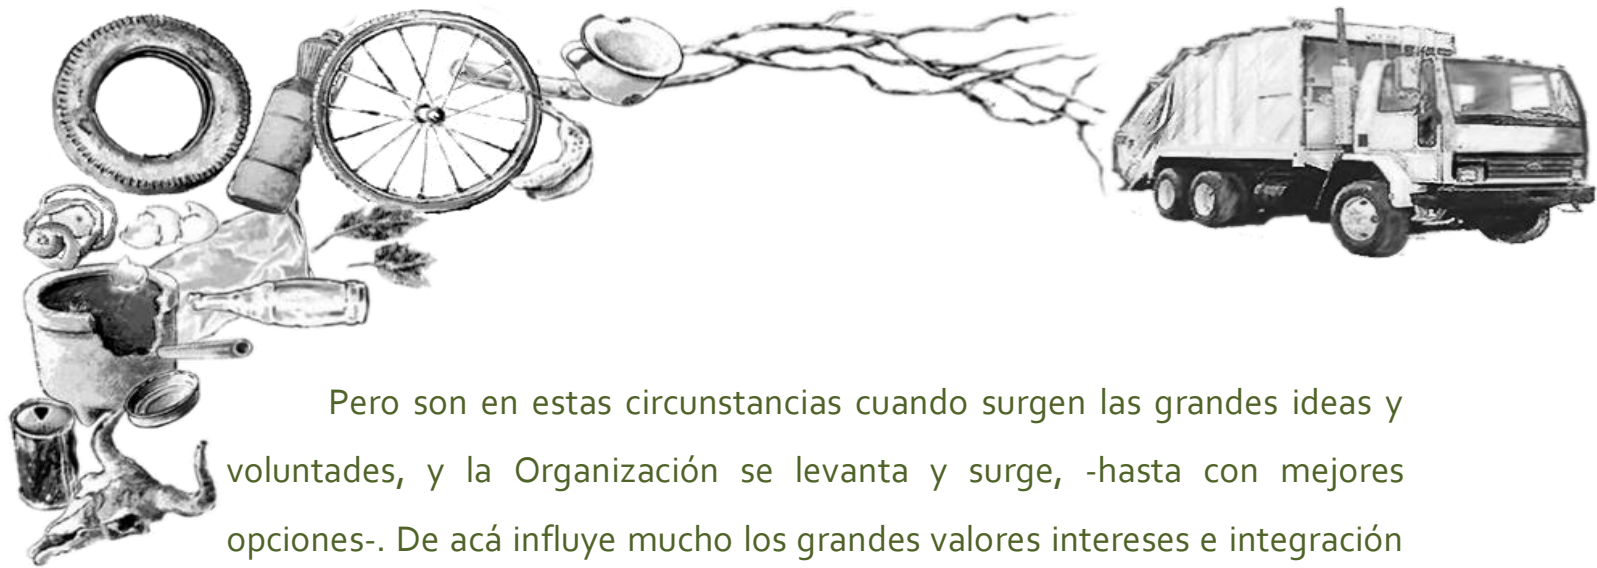 Pero son en estas circunstancias cuando surgen las grandes ideas y
voluntades, y la Organización se levanta y surge, -hasta con mejores
opciones-. De acá influye mucho los grandes valores intereses e integración